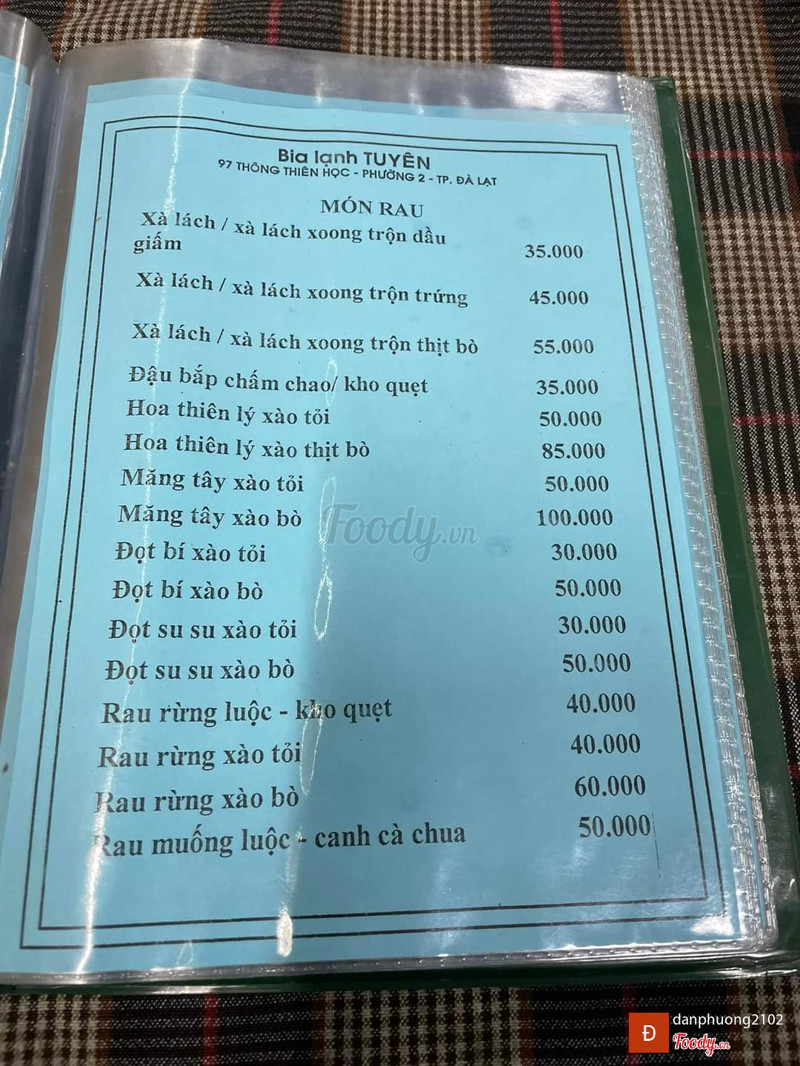 Bia lạnh TUYÊN
97 THÔNG THIÊN HỌC - PHƯỜNG 2 - TP. ĐÀ LẠT
MÓN RAU
Xà lách / xà lách xoong trộn dầu
giấm 35.000
Xà lách / xà lách xoong trộn trứng 45.000
Xà lách / xà lách xoong trộn thịt bò 55.000
Đậu bắp chấm chao/ kho quẹt 35.000
Hoa thiên lý xào tỏi 50.000
Hoa thiên lý xào thịt bò 85.000
Măng tây xào tỏi 50.000
Măng tây xào bò 100.000
Đọt bí xào tỏi 30.000
Đọt bí xào bò 50.000
Đọt su su xào tỏi 30.000
Đọt su su xào bò 50.000
Rau rừng luộc - kho quẹt 40.000
Rau rừng xào tỏi 40.000
Rau rừng xào bò 60.000
Rau muống luộc - canh cà chua 50.000
Foody.vn
Đ danphuong2102
Foody.vn